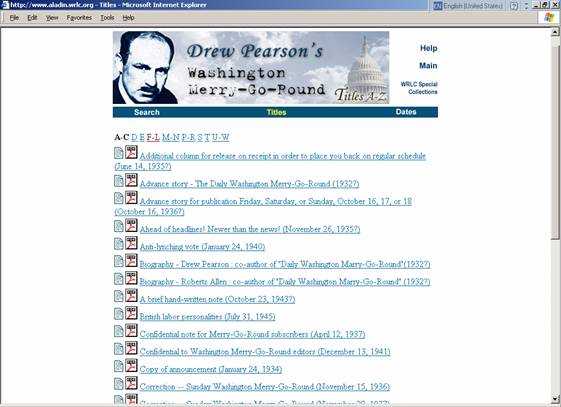 http://www.aladin.wrlc.org - Titles - Microsoft Internet Explorer
EN English (United States)
File Edit View Favorites Tools Help
Drew Pearson's
Washington
Merry-Go-Round
Titles A-Z
Help
Main
WRLC Special
Collections
Search Titles Dates
A-C D E F-L M-N P-R S T U-W
Additional column for release on receipt in order to place you back on regular schedule
(June 14, 1935?)
Advance story - The Daily Washington Merry-Go-Round (1932?)
Advance story for publication Friday, Saturday, or Sunday, October 16, 17, or 18
(October 16, 1936?)
Ahead of headlines! Newer than the news! (November 26, 1935?)
Anti-lynching vote (January 24, 1940)
Biography - Drew Pearson : co-author of "Daily Washington Merry-Go-Round"(1932?)
Biography - Roberts Allen : co-author of "Daily Washington Merry-Go-Round" (1932?)
A brief hand-written note (October 23, 1943?)
British labor personalities (July 31, 1945)
Confidential note for Merry-Go-Round subscribers (April 12, 1937)
Confidential to Washington Merry-Go-Round editors (December 13, 1941)
Copy of announcement (January 24, 1934)
Correction -- Sunday Washington Merry-Go-Round (November 15, 1936)